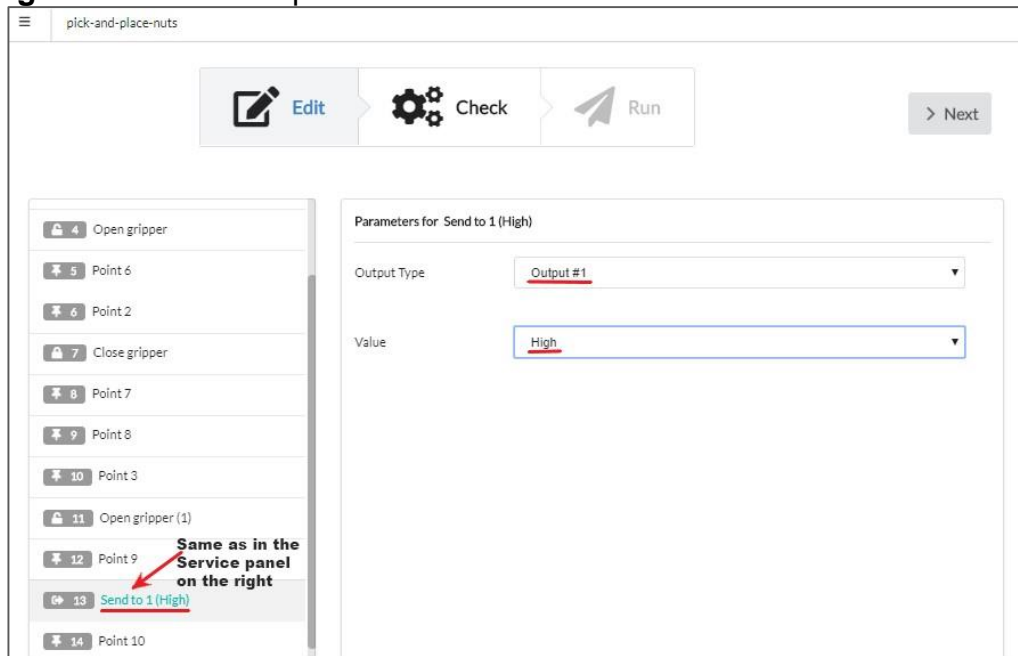 pick-and-place-nuts
Edit
Check
Run
> Next
4 Open gripper
5 Point 6
6 Point 2
7 Close gripper
8 Point 7
9 Point 8
10 Point 3
11 Open gripper (1)
12 Point 9
13 Send to 1 (High)
14 Point 10
Same as in the
Service panel
on the right
Parameters for Send to 1 (High)
Output Type
Output #1
Value
High